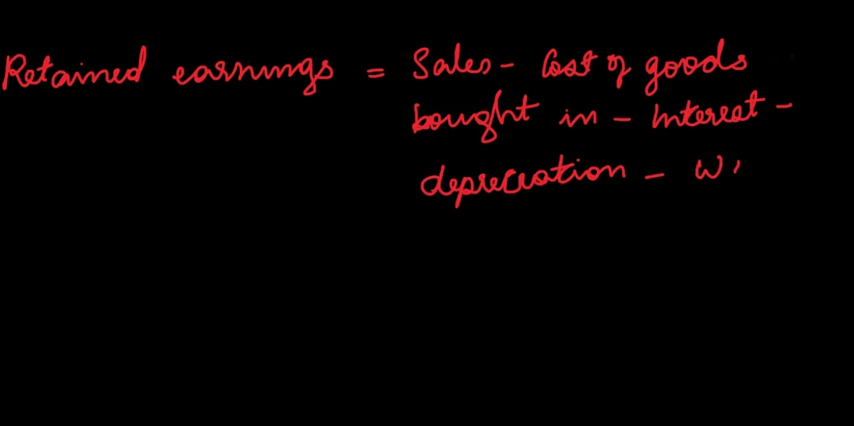 Retained earnings = Sales - Cost of goods
bought in - Interest -
depreciation - W